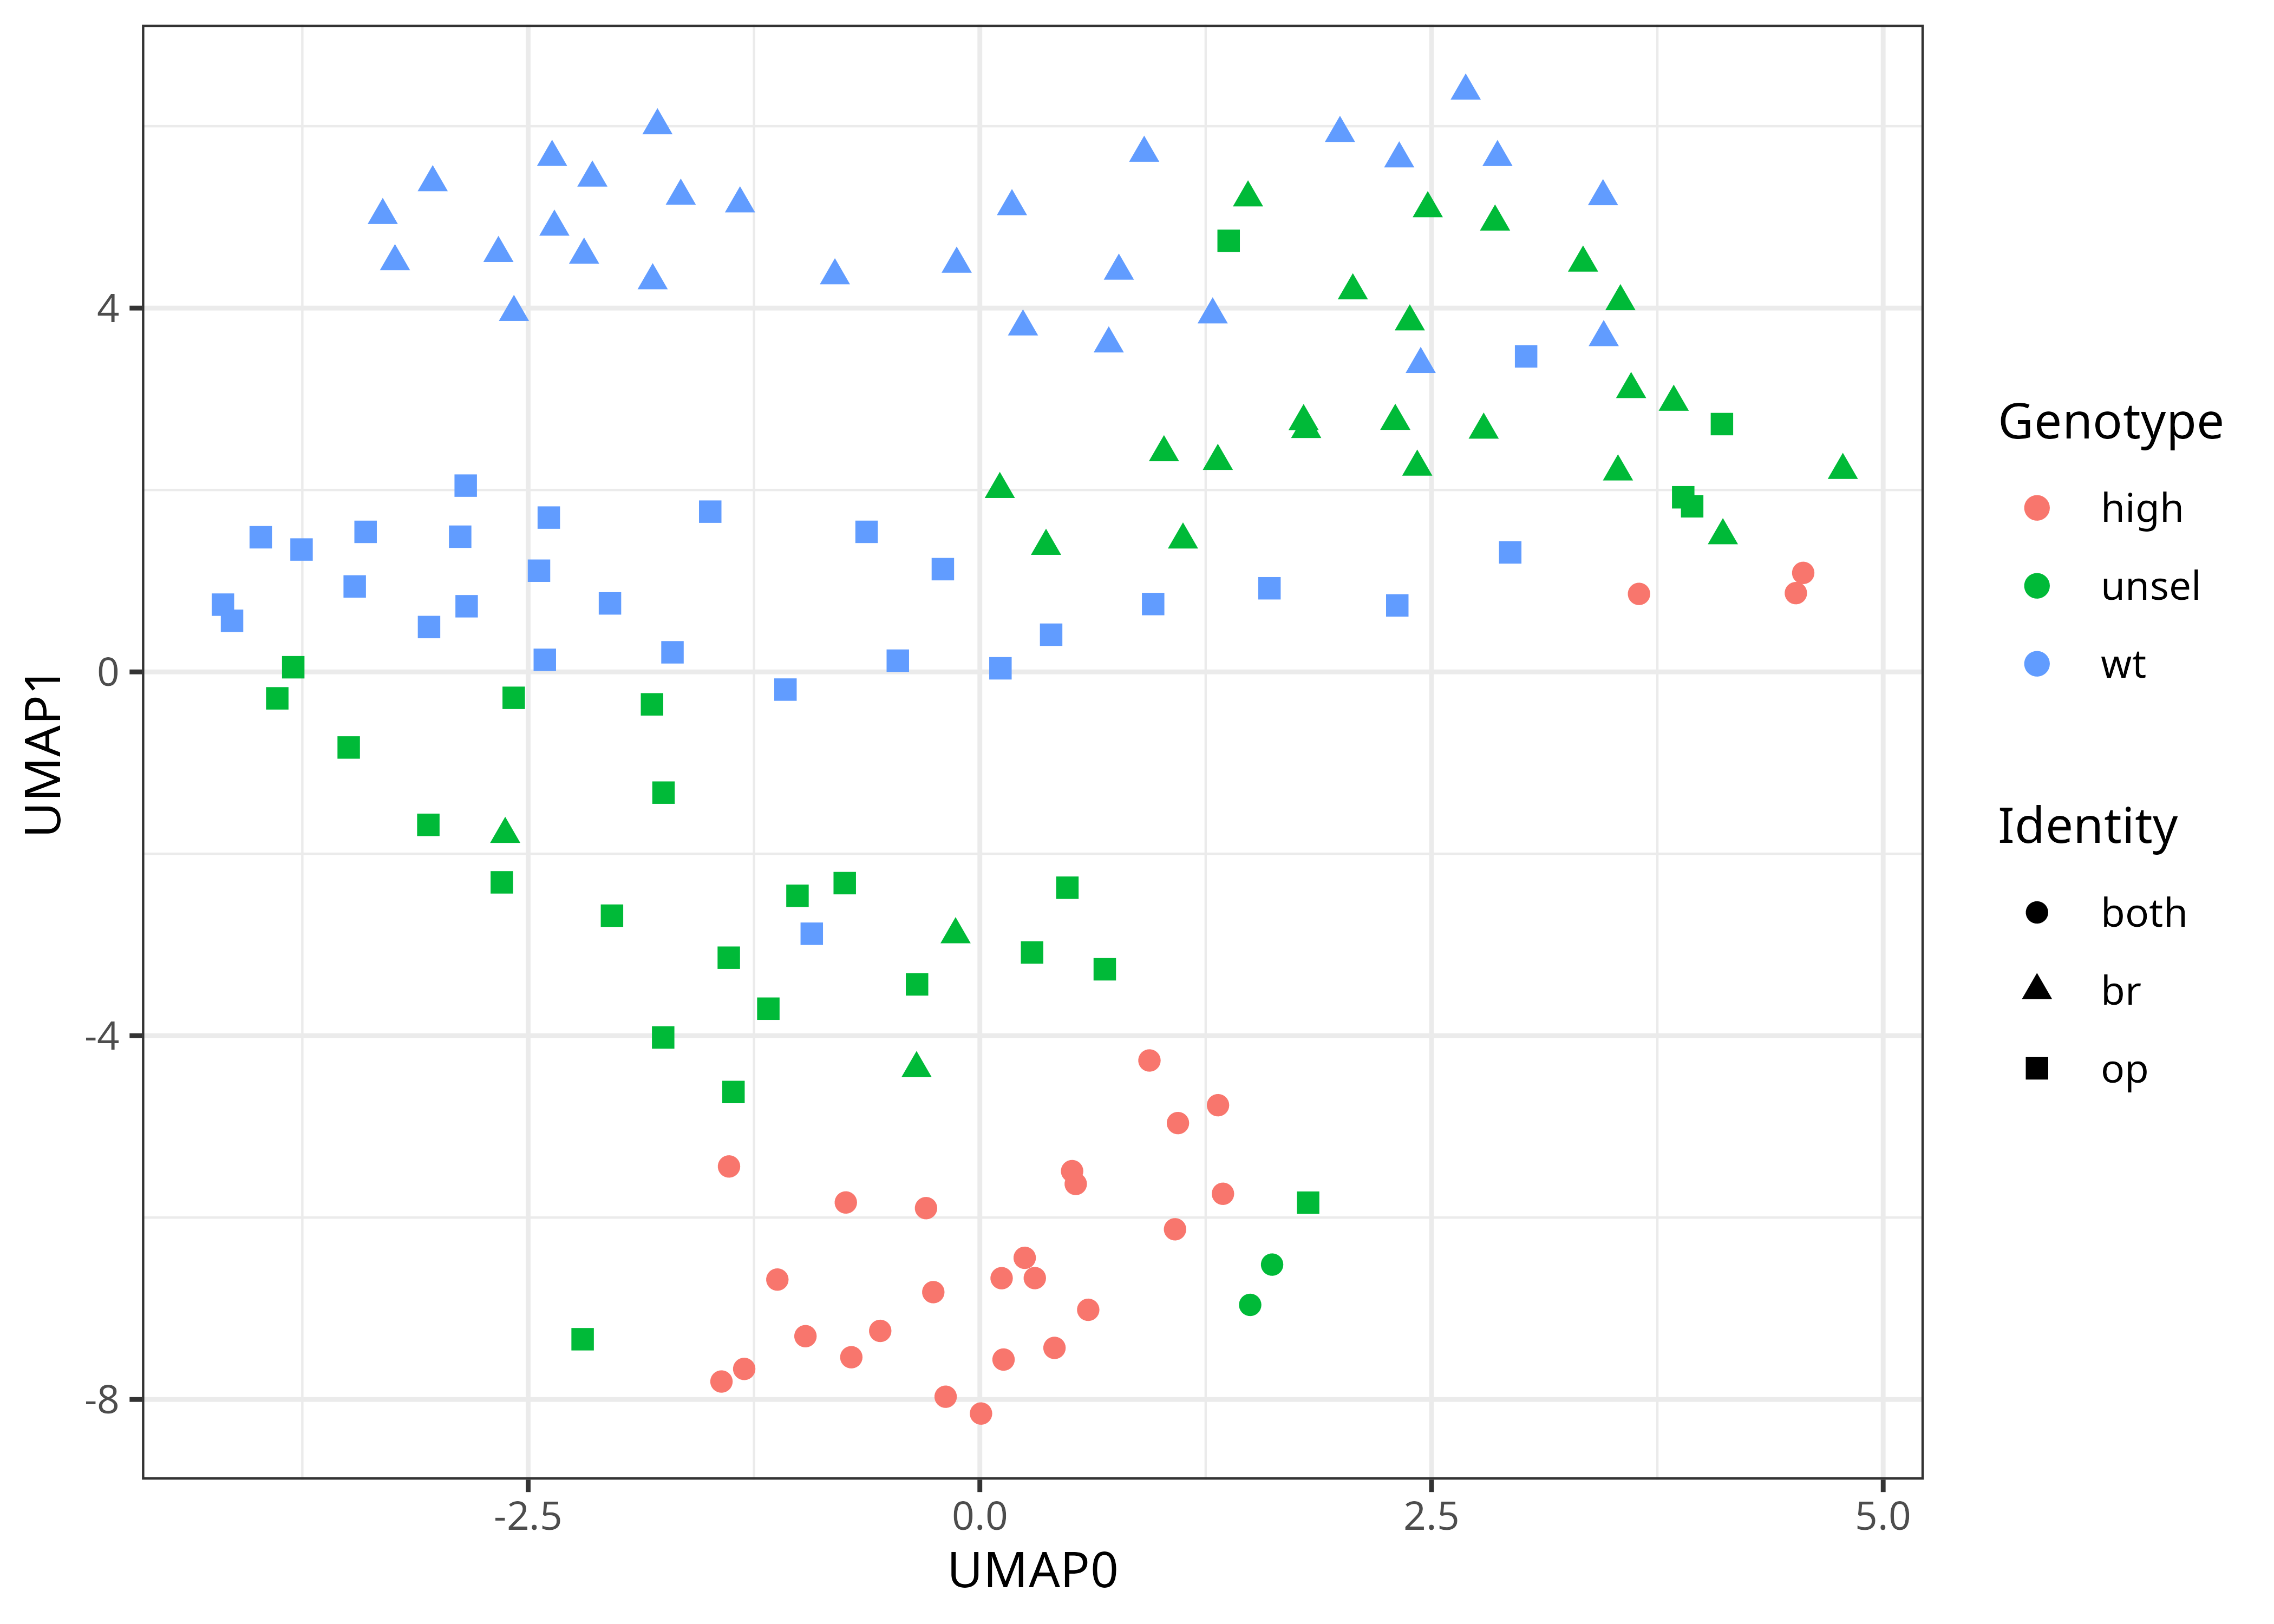 UMAP1
4
0
-4
-8
-2.5 0.0 2.5 5.0
UMAP0
Genotype
high
unsel
wt
Identity
both
br
op